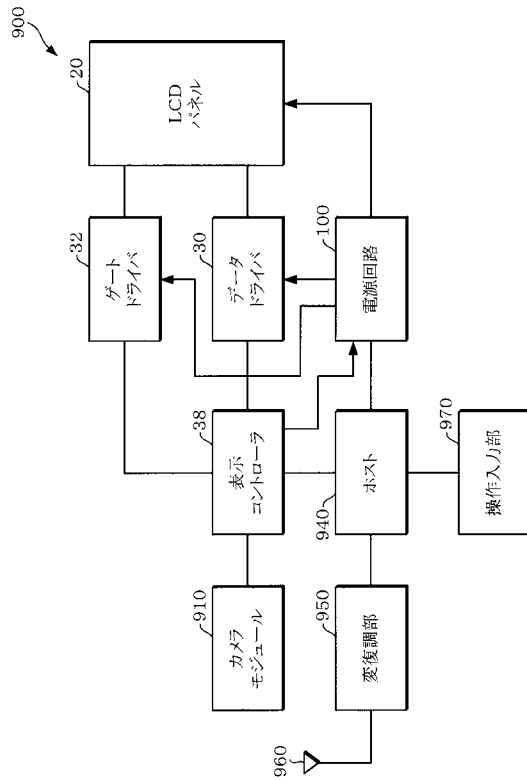 900
20
LCD
パネル
32
ゲート
ドライバ
30
データ
ドライバ
100
電源回路
38
表示
コントローラ
940
ホスト
970
操作入力部
910
カメラ
モジュール
950
変復調部
960